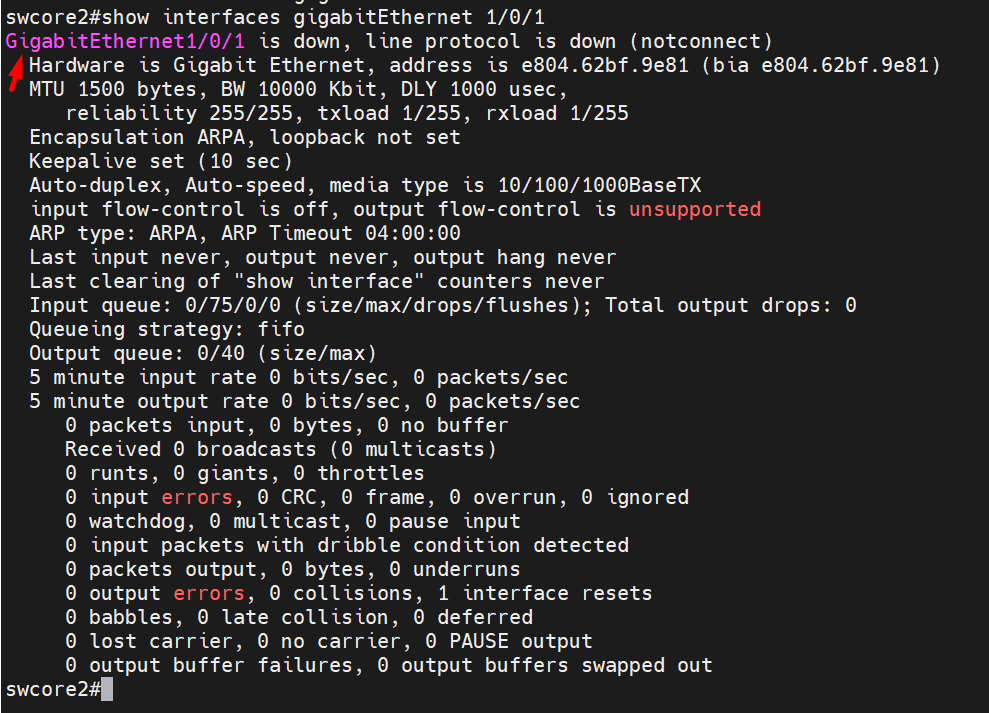 swcore2#show interfaces gigabitEthernet 1/0/1
GigabitEthernet1/0/1 is down, line protocol is down (notconnect)
Hardware is Gigabit Ethernet, address is e804.62bf.9e81 (bia e804.62bf.9e81)
MTU 1500 bytes, BW 10000 Kbit, DLY 1000 usec,
reliability 255/255, txload 1/255, rxload 1/255
Encapsulation ARPA, loopback not set
Keepalive set (10 sec)
Auto-duplex, Auto-speed, media type is 10/100/1000BaseTX
input flow-control is off, output flow-control is unsupported
ARP type: ARPA, ARP Timeout 04:00:00
Last input never, output never, output hang never
Last clearing of "show interface" counters never
Input queue: 0/75/0/0 (size/max/drops/flushes); Total output drops: 0
Queueing strategy: fifo
Output queue: 0/40 (size/max)
5 minute input rate 0 bits/sec, 0 packets/sec
5 minute output rate 0 bits/sec, 0 packets/sec
0 packets input, 0 bytes, 0 no buffer
Received 0 broadcasts (0 multicasts)
0 runts, 0 giants, 0 throttles
0 input errors, 0 CRC, 0 frame, 0 overrun, 0 ignored
0 watchdog, 0 multicast, 0 pause input
0 input packets with dribble condition detected
0 packets output, 0 bytes, 0 underruns
0 output errors, 0 collisions, 1 interface resets
0 babbles, 0 late collision, 0 deferred
0 lost carrier, 0 no carrier, 0 PAUSE output
0 output buffer failures, 0 output buffers swapped out
swcore2#